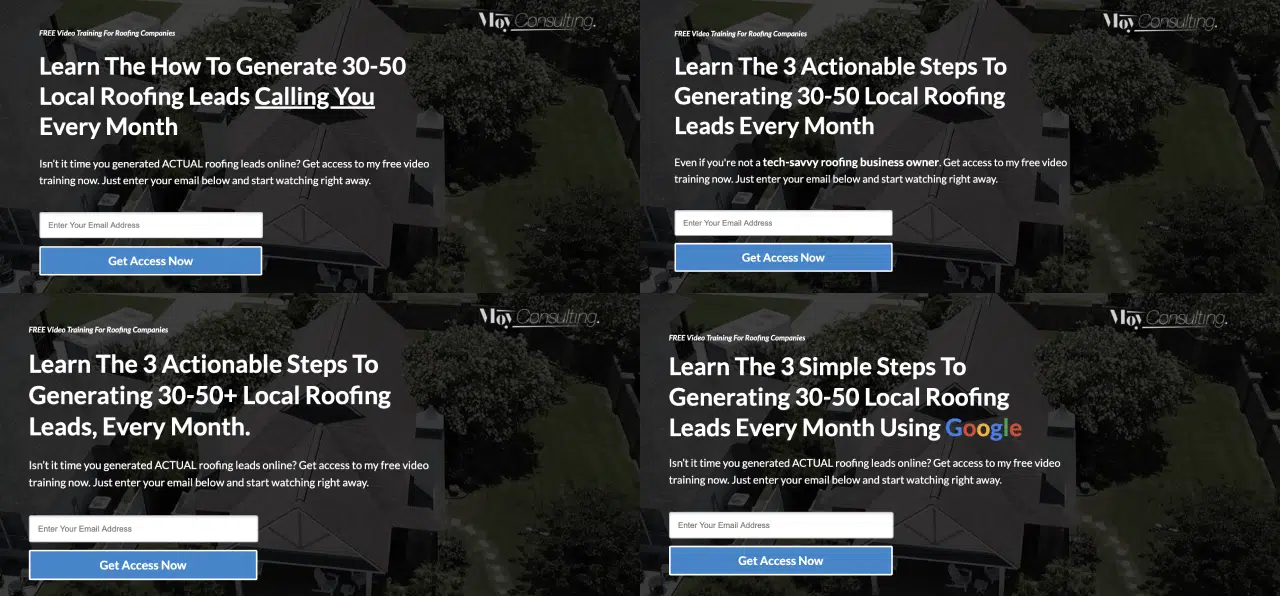 Moy Consulting.
FREE Video Training For Roofing Companies
Learn The How To Generate 30-50
Local Roofing Leads Calling You
Every Month
Isn't it time you generated ACTUAL roofing leads online? Get access to my free video
training now. Just enter your email below and start watching right away.
Enter Your Email Address
Get Access Now
Moy Consulting.
FREE Video Training For Roofing Companies
Learn The 3 Actionable Steps To
Generating 30-50 Local Roofing
Leads Every Month
Even if you're not a tech-savvy roofing business owner. Get access to my free video
training now. Just enter your email below and start watching right away.
Enter Your Email Address
Get Access Now
Moy Consulting.
FREE Video Training For Roofing Companies
Learn The 3 Actionable Steps To
Generating 30-50+ Local Roofing
Leads, Every Month.
Isn't it time you generated ACTUAL roofing leads online? Get access to my free video
training now. Just enter your email below and start watching right away.
Enter Your Email Address
Get Access Now
Moy Consulting.
FREE Video Training For Roofing Companies
Learn The 3 Simple Steps To
Generating 30-50 Local Roofing
Leads Every Month Using Google
Isn't it time you generated ACTUAL roofing leads online? Get access to my free video
training now. Just enter your email below and start watching right away.
Enter Your Email Address
Get Access Now